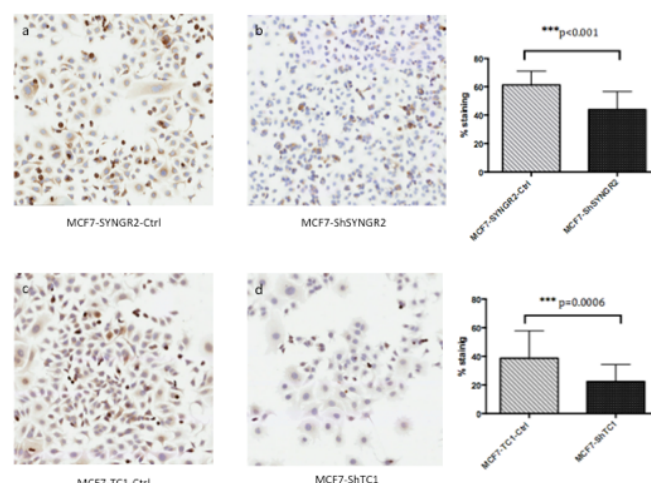 a
b
***p<0.001
80
60
40
20
0
% staining
MCF7-SYNGR2-Ctrl
MCF7-ShSYNGR2
MCF7-SYNGR2-Ctrl
MCF7-ShSYNGR2
c
d
*** p=0.0006
80
60
40
20
0
% stainig
MCF7-TC1-Ctrl
MCF7-ShTC1
MCF7-TC1-Ctrl
MCF7-ShTC1